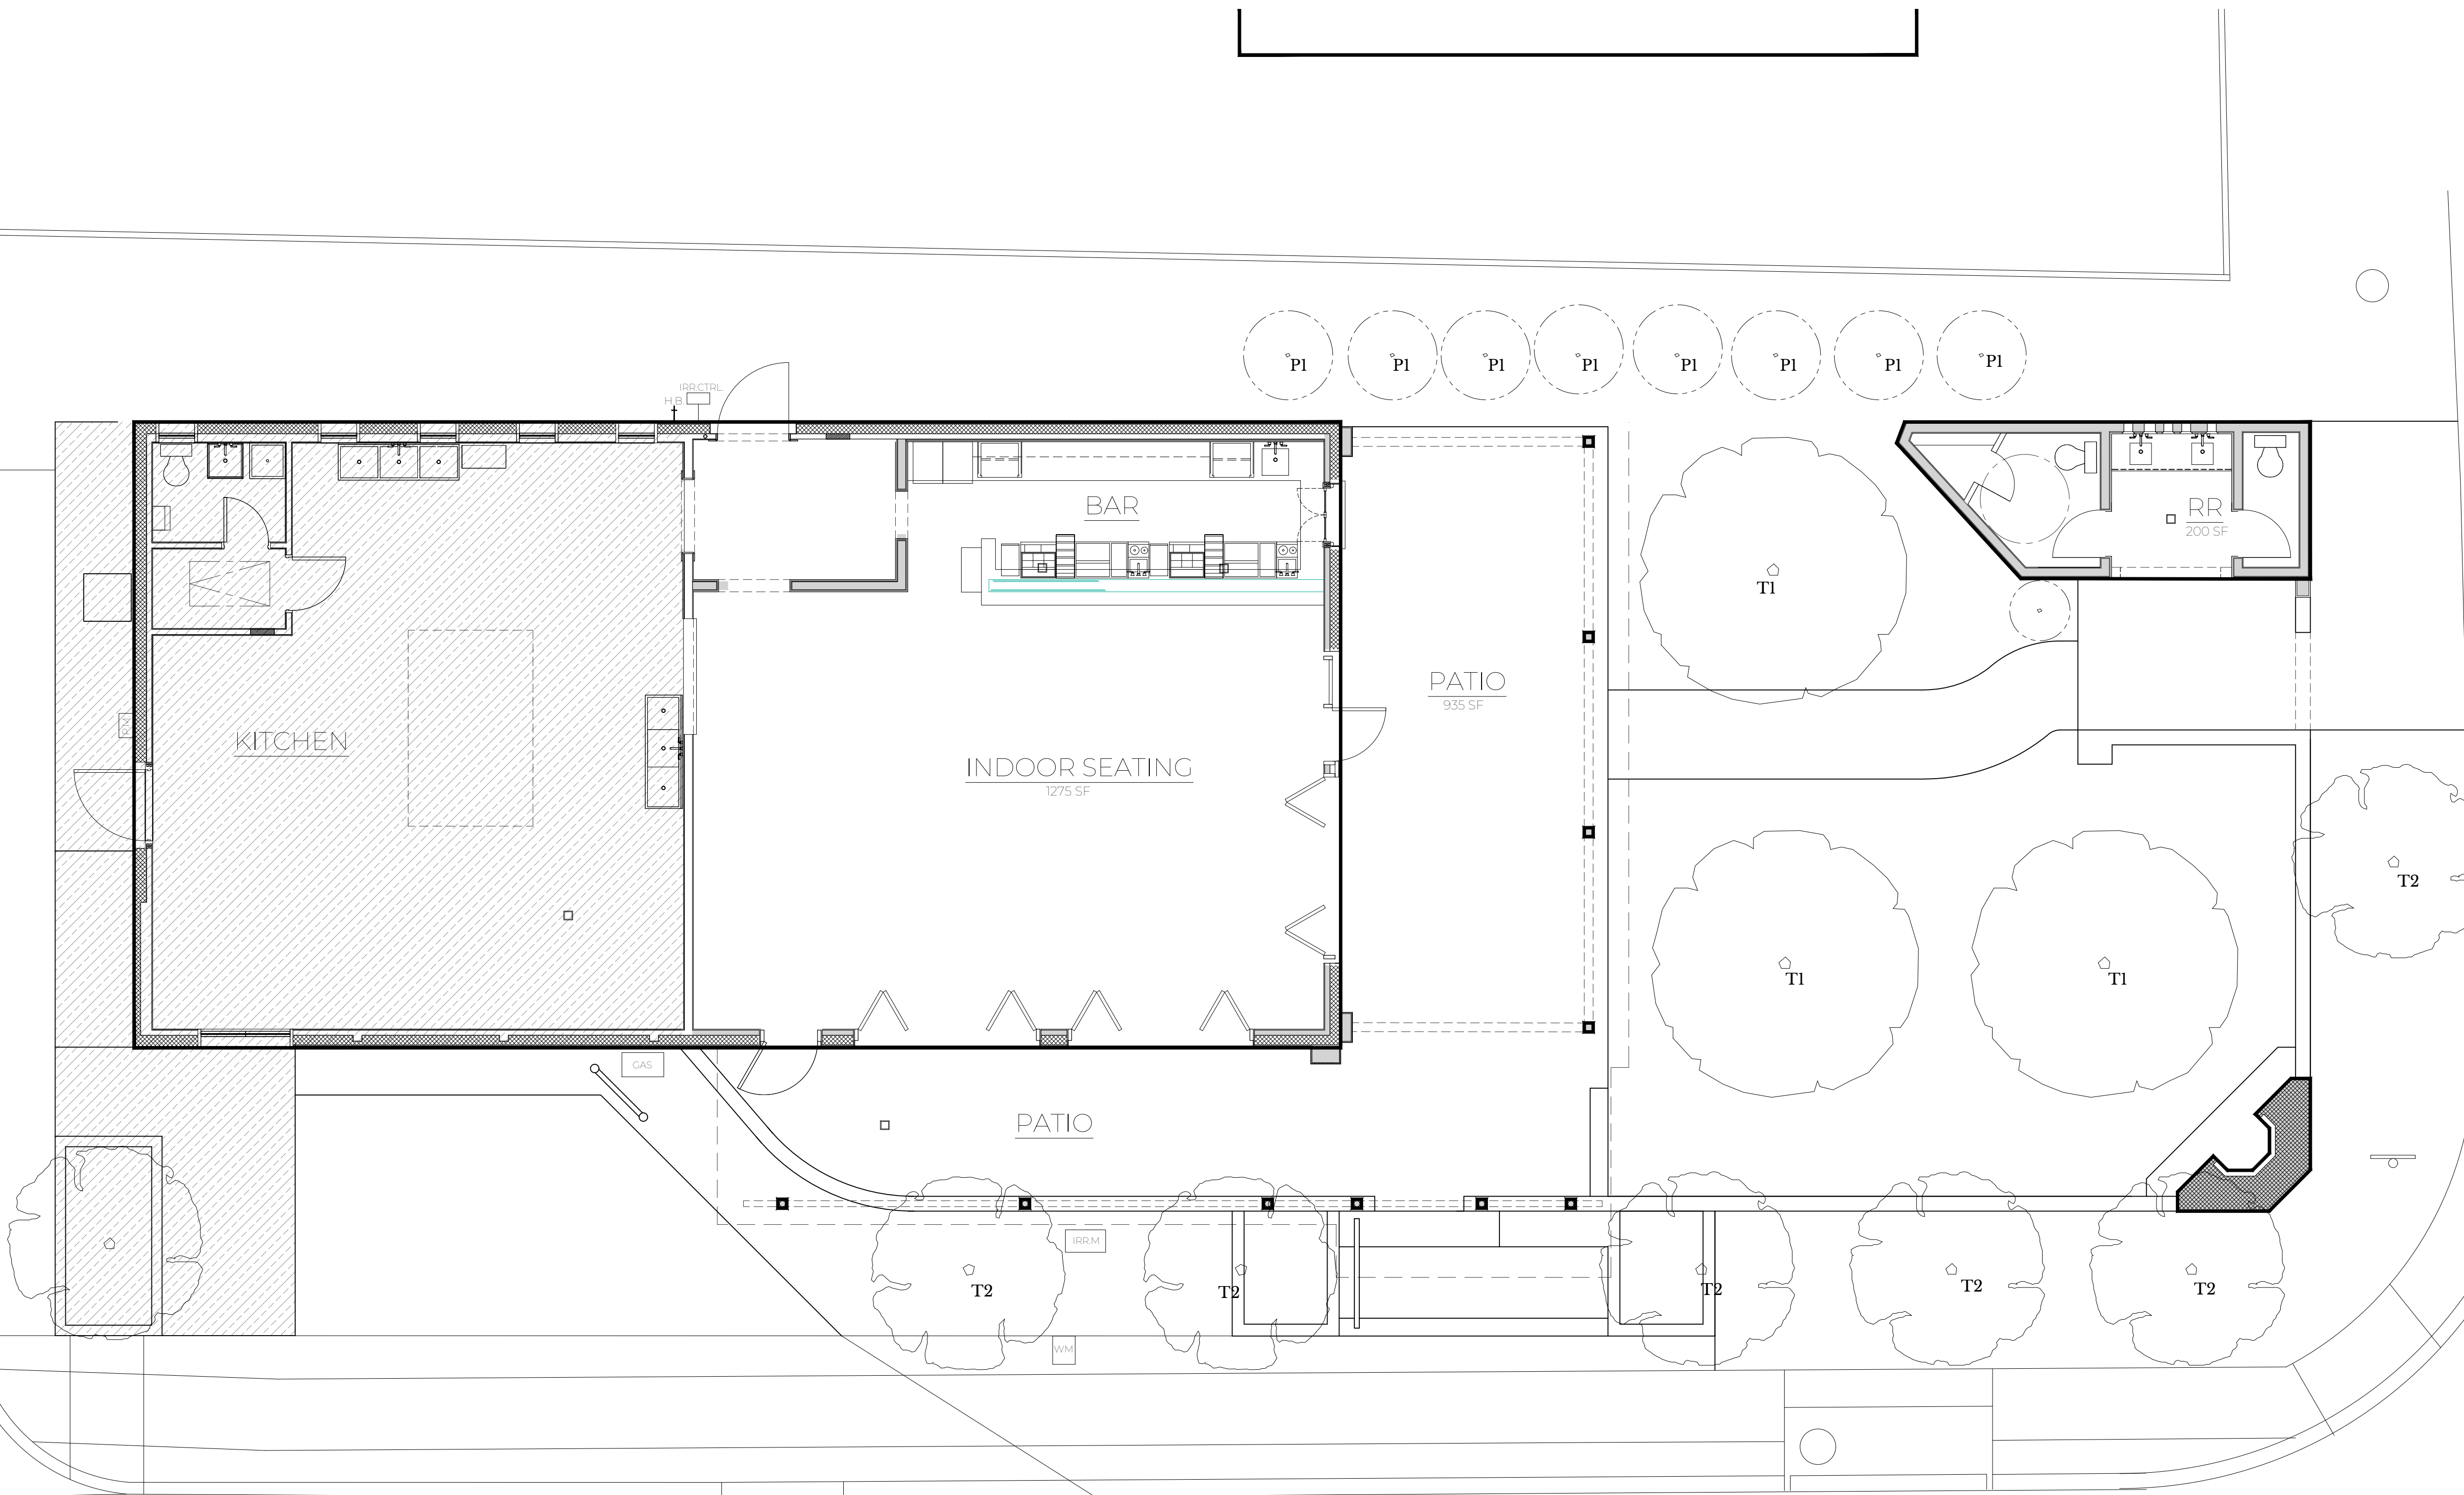 P1 P1 P1 P1 P1 P1 P1 P1
IRR.CTRL.
H.B.
BAR
RR
200 SF
T1
PATIO
935 SF
KITCHEN
INDOOR SEATING
1275 SF
T2
T1 T1
GAS
PATIO
IRR.M
T2 T2 T2 T2 T2
WM